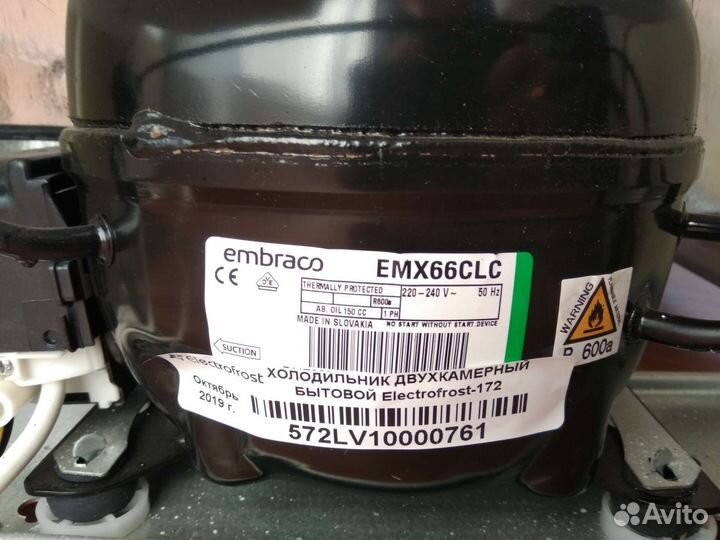 embraco
EMX66CLC
CE
THERMALLY PROTECTED
220-240 V~ 50 Hz
R600a
AB OIL 150 CC
1 PH
MADE IN SLOVAKIA
NO START WITHOUT START.DEVICE
SUCTION
WARNING
R 600a
Electrofrost
Октябрь
2019 г.
ХОЛОДИЛЬНИК ДВУХКАМЕРНЫЙ
БЫТОВОЙ Electrofrost-172
572LV10000761
Avito